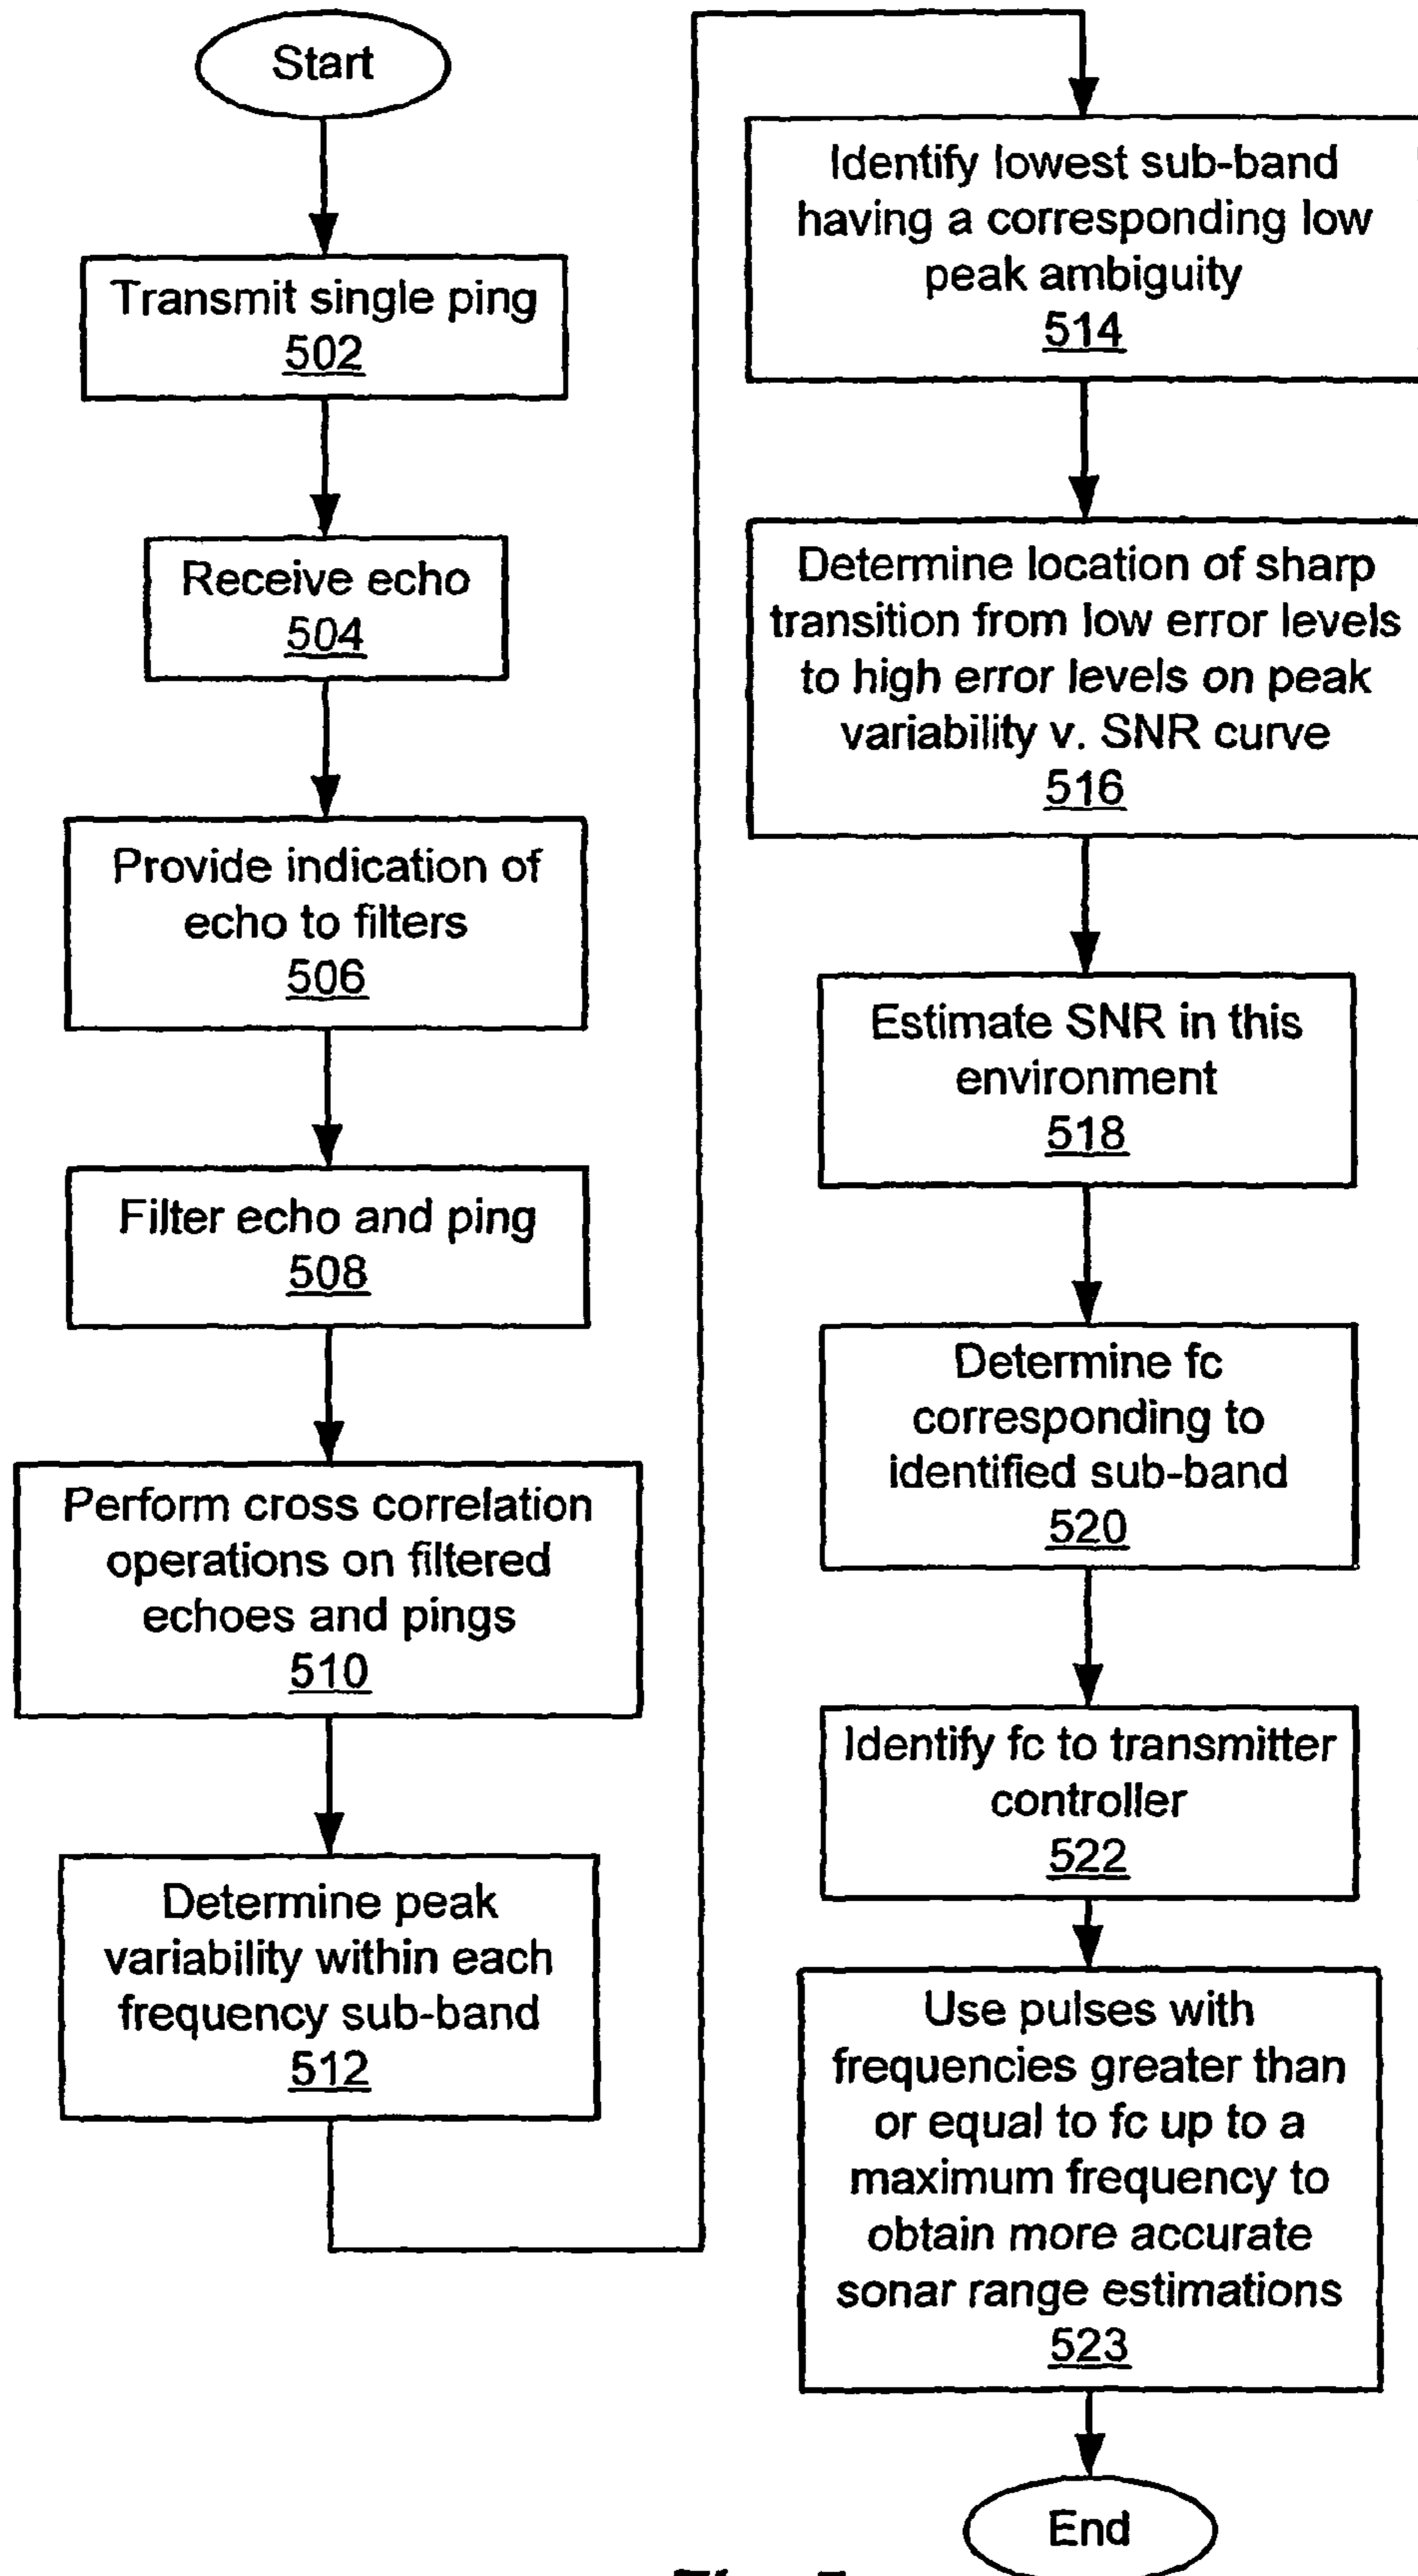 Start
Transmit single ping
502
Receive echo
504
Provide indication of
echo to filters
506
Filter echo and ping
508
Perform cross correlation
operations on filtered
echoes and pings
510
Determine peak
variability within each
frequency sub-band
512
Identify lowest sub-band
having a corresponding low
peak ambiguity
514
Determine location of sharp
transition from low error levels
to high error levels on peak
variability v. SNR curve
516
Estimate SNR in this
environment
518
Determine fc
corresponding to
identified sub-band
520
Identify fc to transmitter
controller
522
Use pulses with
frequencies greater than
or equal to fc up to a
maximum frequency to
obtain more accurate
sonar range estimations
523
End